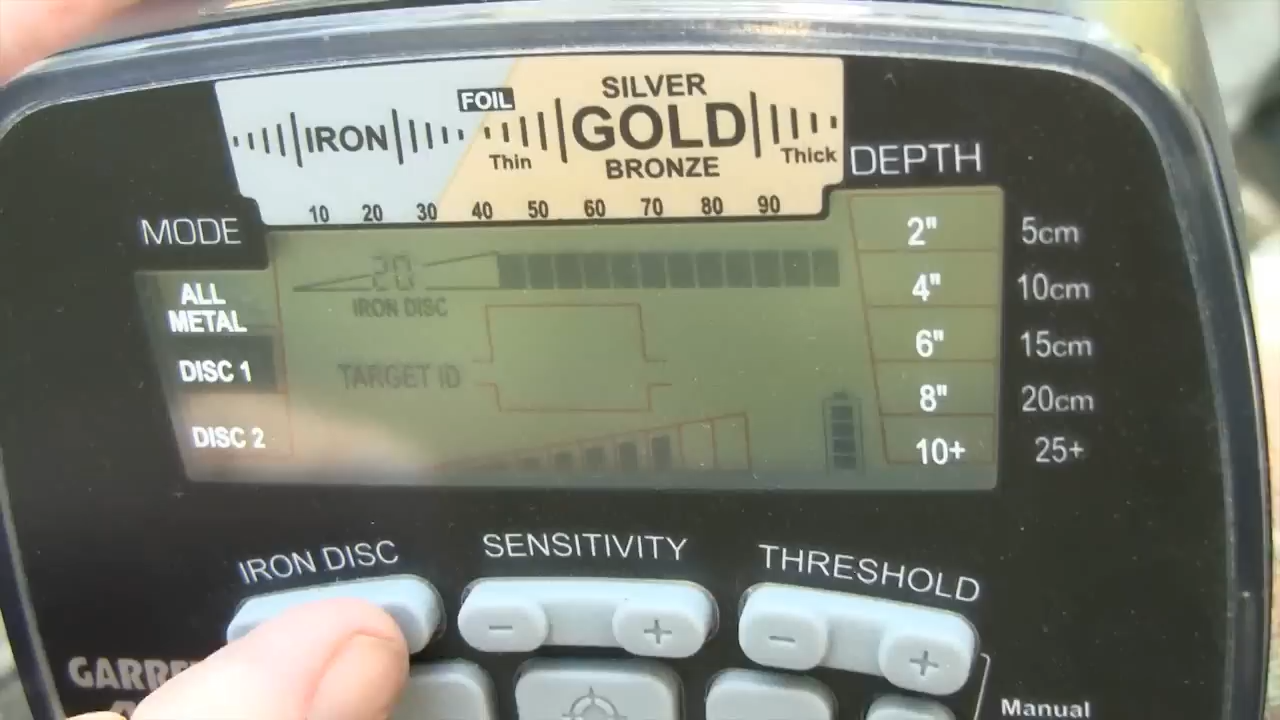 FOIL
SILVER
IRON GOLD
Thin BRONZE Thick
10 20 30 40 50 60 70 80 90
DEPTH
MODE
2" 5cm
20
IRON DISC
ALL
METAL
4" 10cm
DISC 1
TARGET ID
6" 15cm
DISC 2
8" 20cm
10+ 25+
IRON DISC SENSITIVITY THRESHOLD
− +
− +
Manual